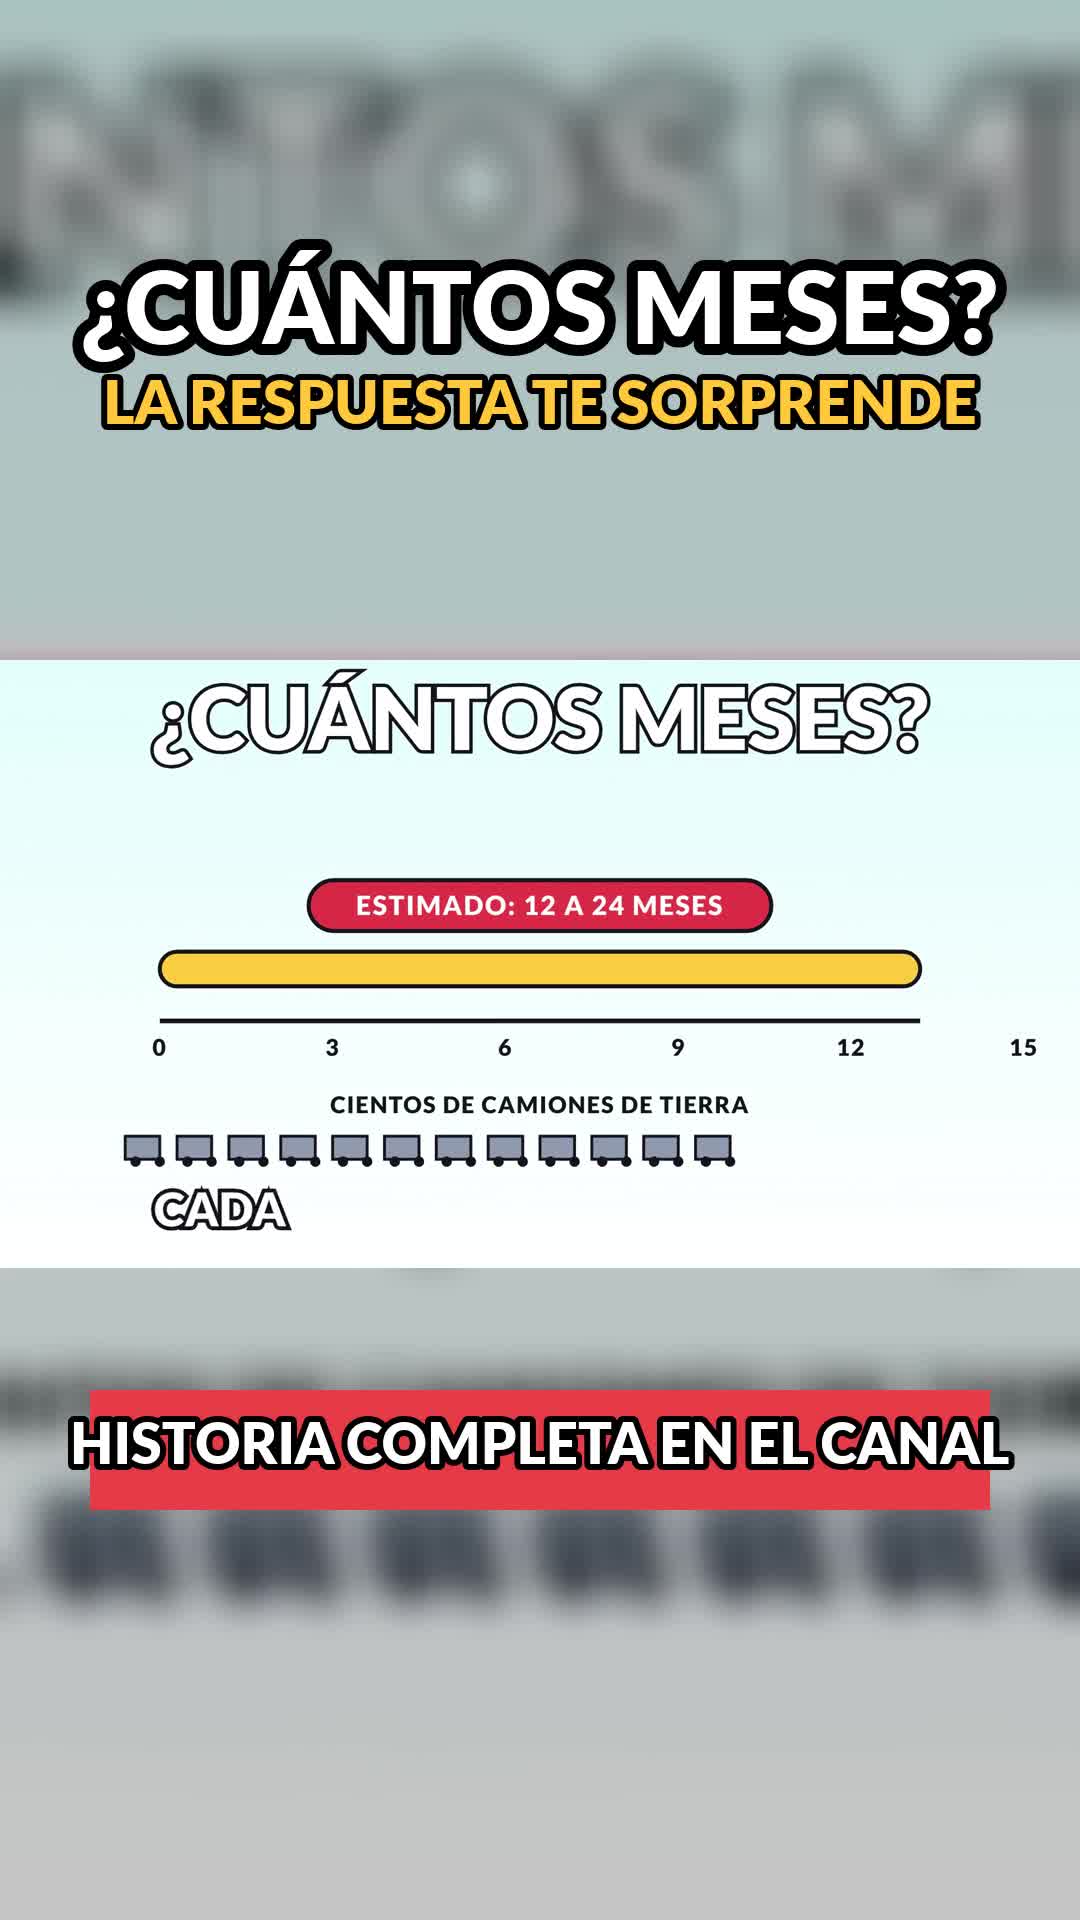 ¿CUÁNTOS MESES?
LA RESPUESTA TE SORPRENDE
¿CUÁNTOS MESES?
ESTIMADO: 12 A 24 MESES
0 3 6 9 12 15
CIENTOS DE CAMIONES DE TIERRA
CADA
HISTORIA COMPLETA EN EL CANAL